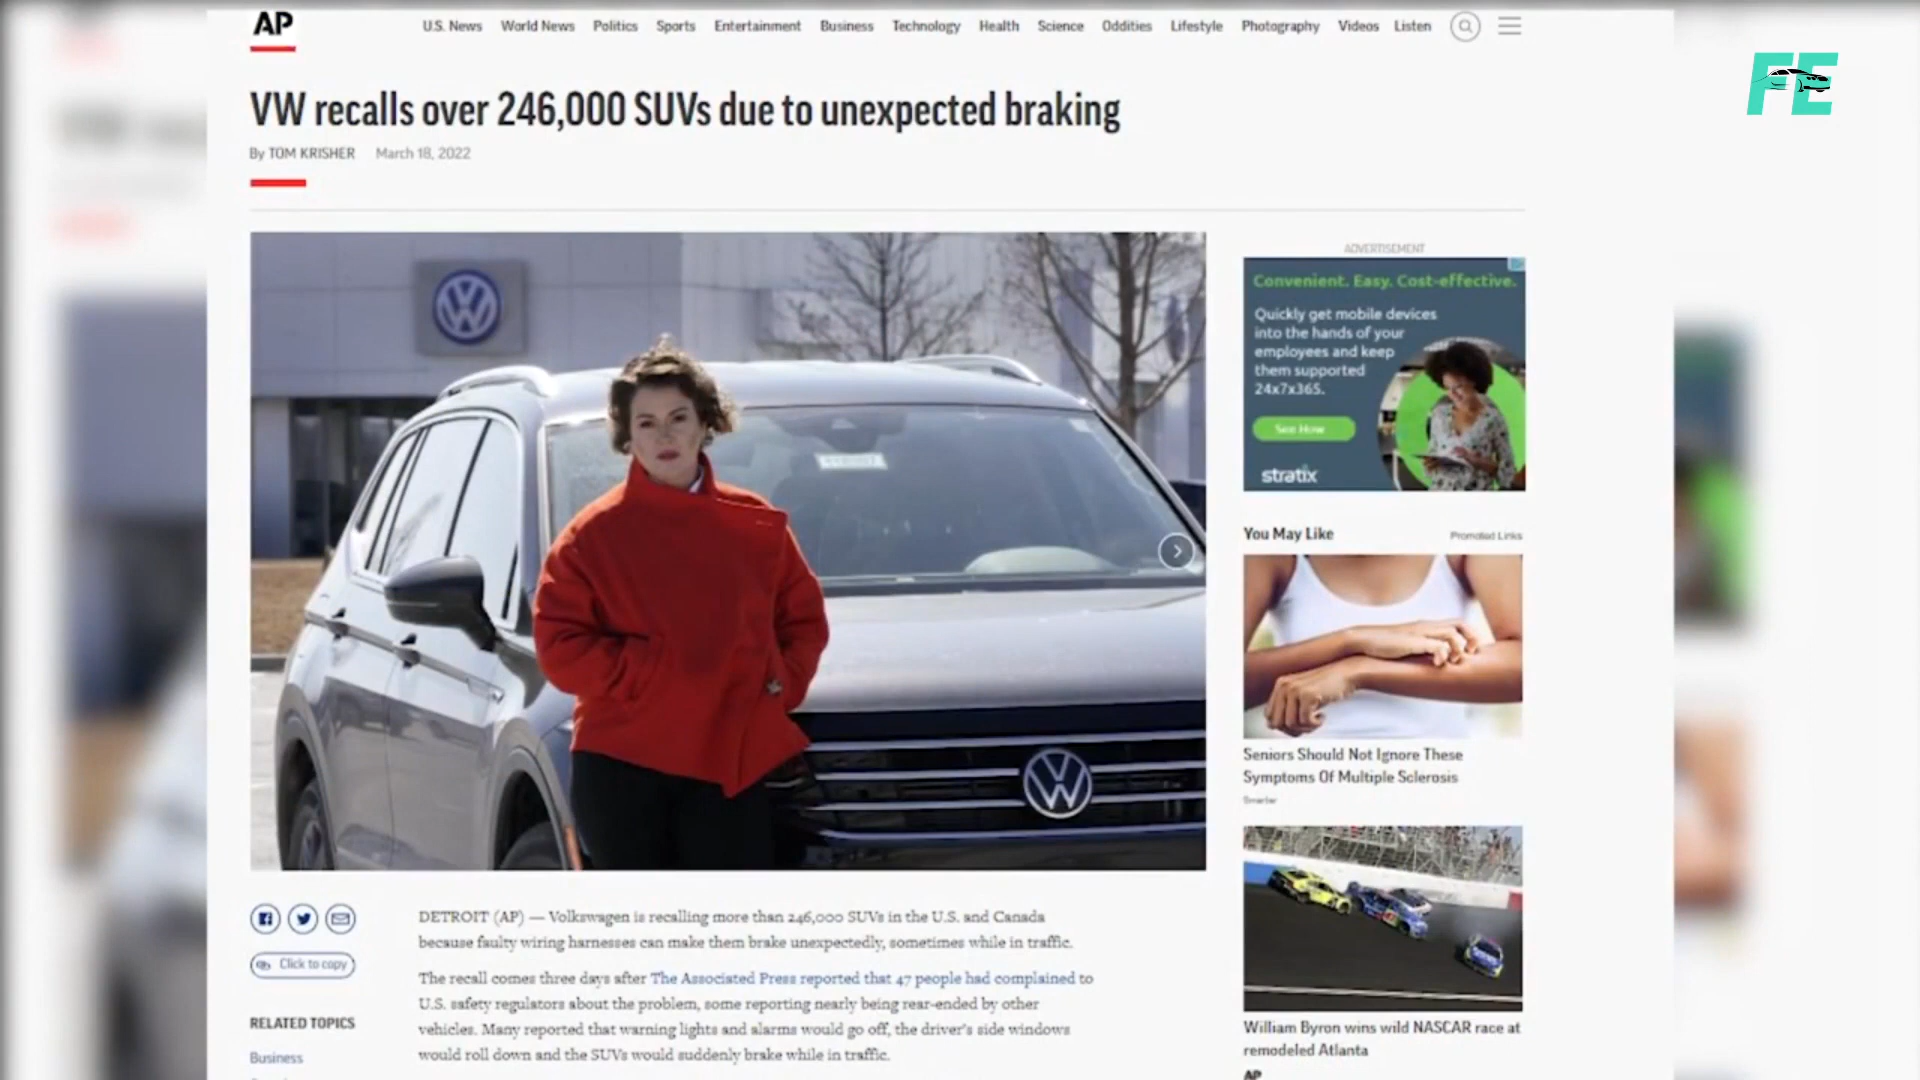 AP
U.S. News World News Politics Sports Entertainment Business Technology Health Science Oddities Lifestyle Photography Videos Listen
FE
VW recalls over 246,000 SUVs due to unexpected braking
By TOM KRISHER March 18, 2022
ADVERTISEMENT
Convenient. Easy. Cost-effective.
Quickly get mobile devices
into the hands of your
employees and keep
them supported
24x7x365.
See How
stratix
You May Like
Promoted Links
Seniors Should Not Ignore These
Symptoms Of Multiple Sclerosis
Smarter
William Byron wins wild NASCAR race at
remodeled Atlanta
AP
Click to copy
RELATED TOPICS
Business
DETROIT (AP) — Volkswagen is recalling more than 246,000 SUVs in the U.S. and Canada
because faulty wiring harnesses can make them brake unexpectedly, sometimes while in traffic.
The recall comes three days after The Associated Press reported that 47 people had complained to
U.S. safety regulators about the problem, some reporting nearly being rear-ended by other
vehicles. Many reported that warning lights and alarms would go off, the driver's side windows
would roll down and the SUVs would suddenly brake while in traffic.